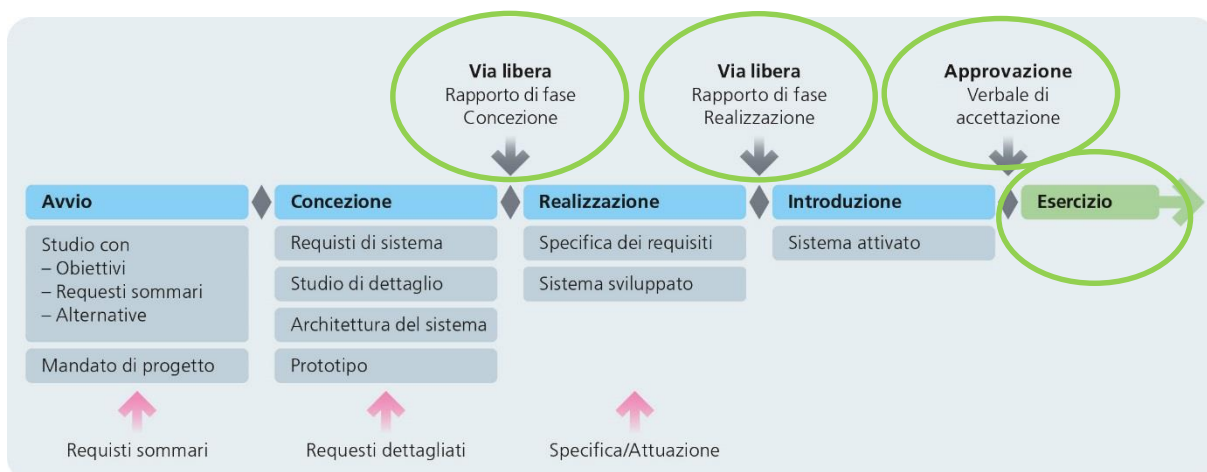 Via libera
Rapporto di fase
Concezione
Via libera
Rapporto di fase
Realizzazione
Approvazione
Verbale di
accettazione
Avvio
Concezione
Realizzazione
Introduzione
Esercizio
Studio con
– Obiettivi
– Requesti sommari
– Alternative
Mandato di progetto
Requisti di sistema
Studio di dettaglio
Architettura del sistema
Prototipo
Specifica dei requisiti
Sistema sviluppato
Sistema attivato
Requisti sommari
Requesti dettagliati
Specifica/Attuazione